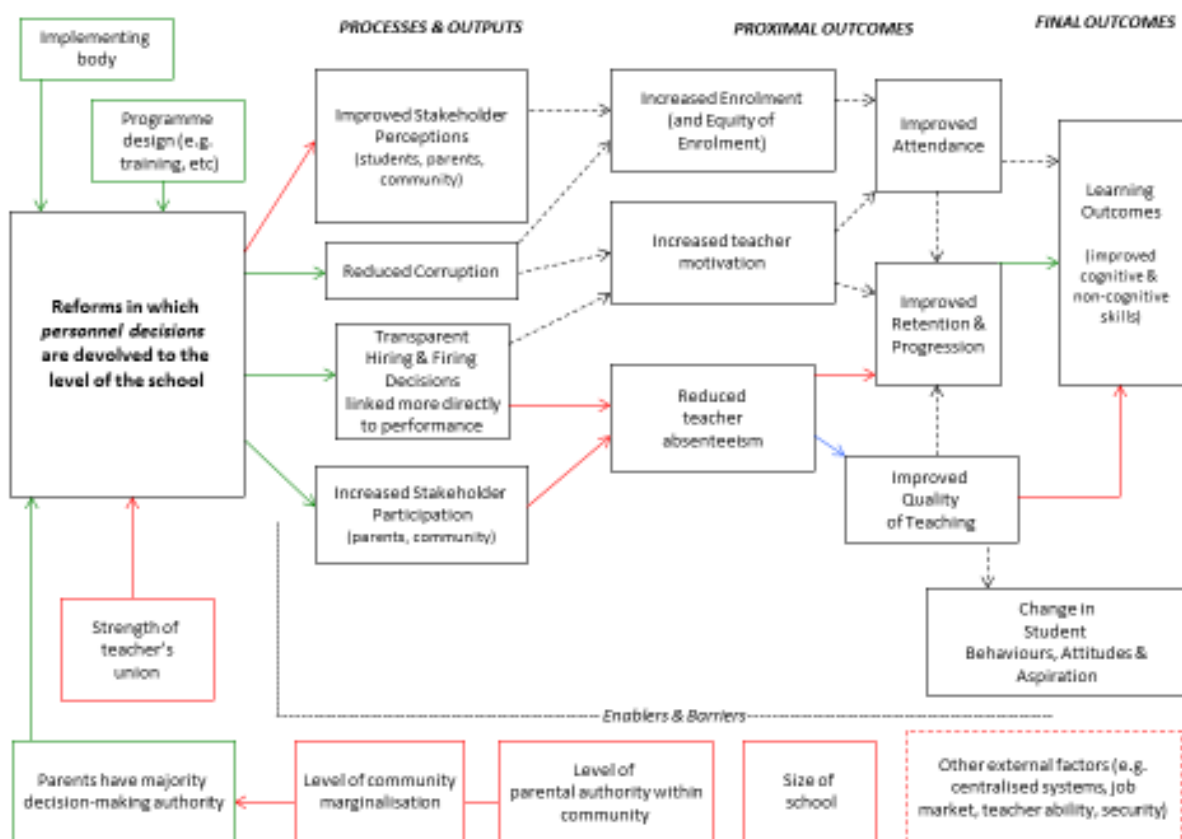 PROCESSES & OUTPUTS
PROXIMAL OUTCOMES
FINAL OUTCOMES
Implementing
body
Programme
design (e.g.
training, etc)
Reforms in which
personnel decisions
are devolved to the
level of the school
Improved Stakeholder
Perceptions
(students, parents,
community)
Reduced Corruption
Transparent
Hiring & Firing
Decisions
linked more directly
to performance
Increased Stakeholder
Participation
(parents, community)
Increased Enrolment
(and Equity of
Enrolment)
Increased teacher
motivation
Reduced
teacher
absenteeism
Improved
Attendance
Improved
Retention &
Progression
Improved
Quality
of Teaching
Learning
Outcomes
(improved
cognitive &
non-cognitive
skills)
Change in
Student
Behaviours, Attitudes &
Aspiration
Strength of
teacher's
union
Enablers & Barriers
Parents have majority
decision-making authority
Level of community
marginalisation
Level of
parental authority within
community
Size of
school
Other external factors (e.g.
centralised systems, job
market, teacher ability, security)